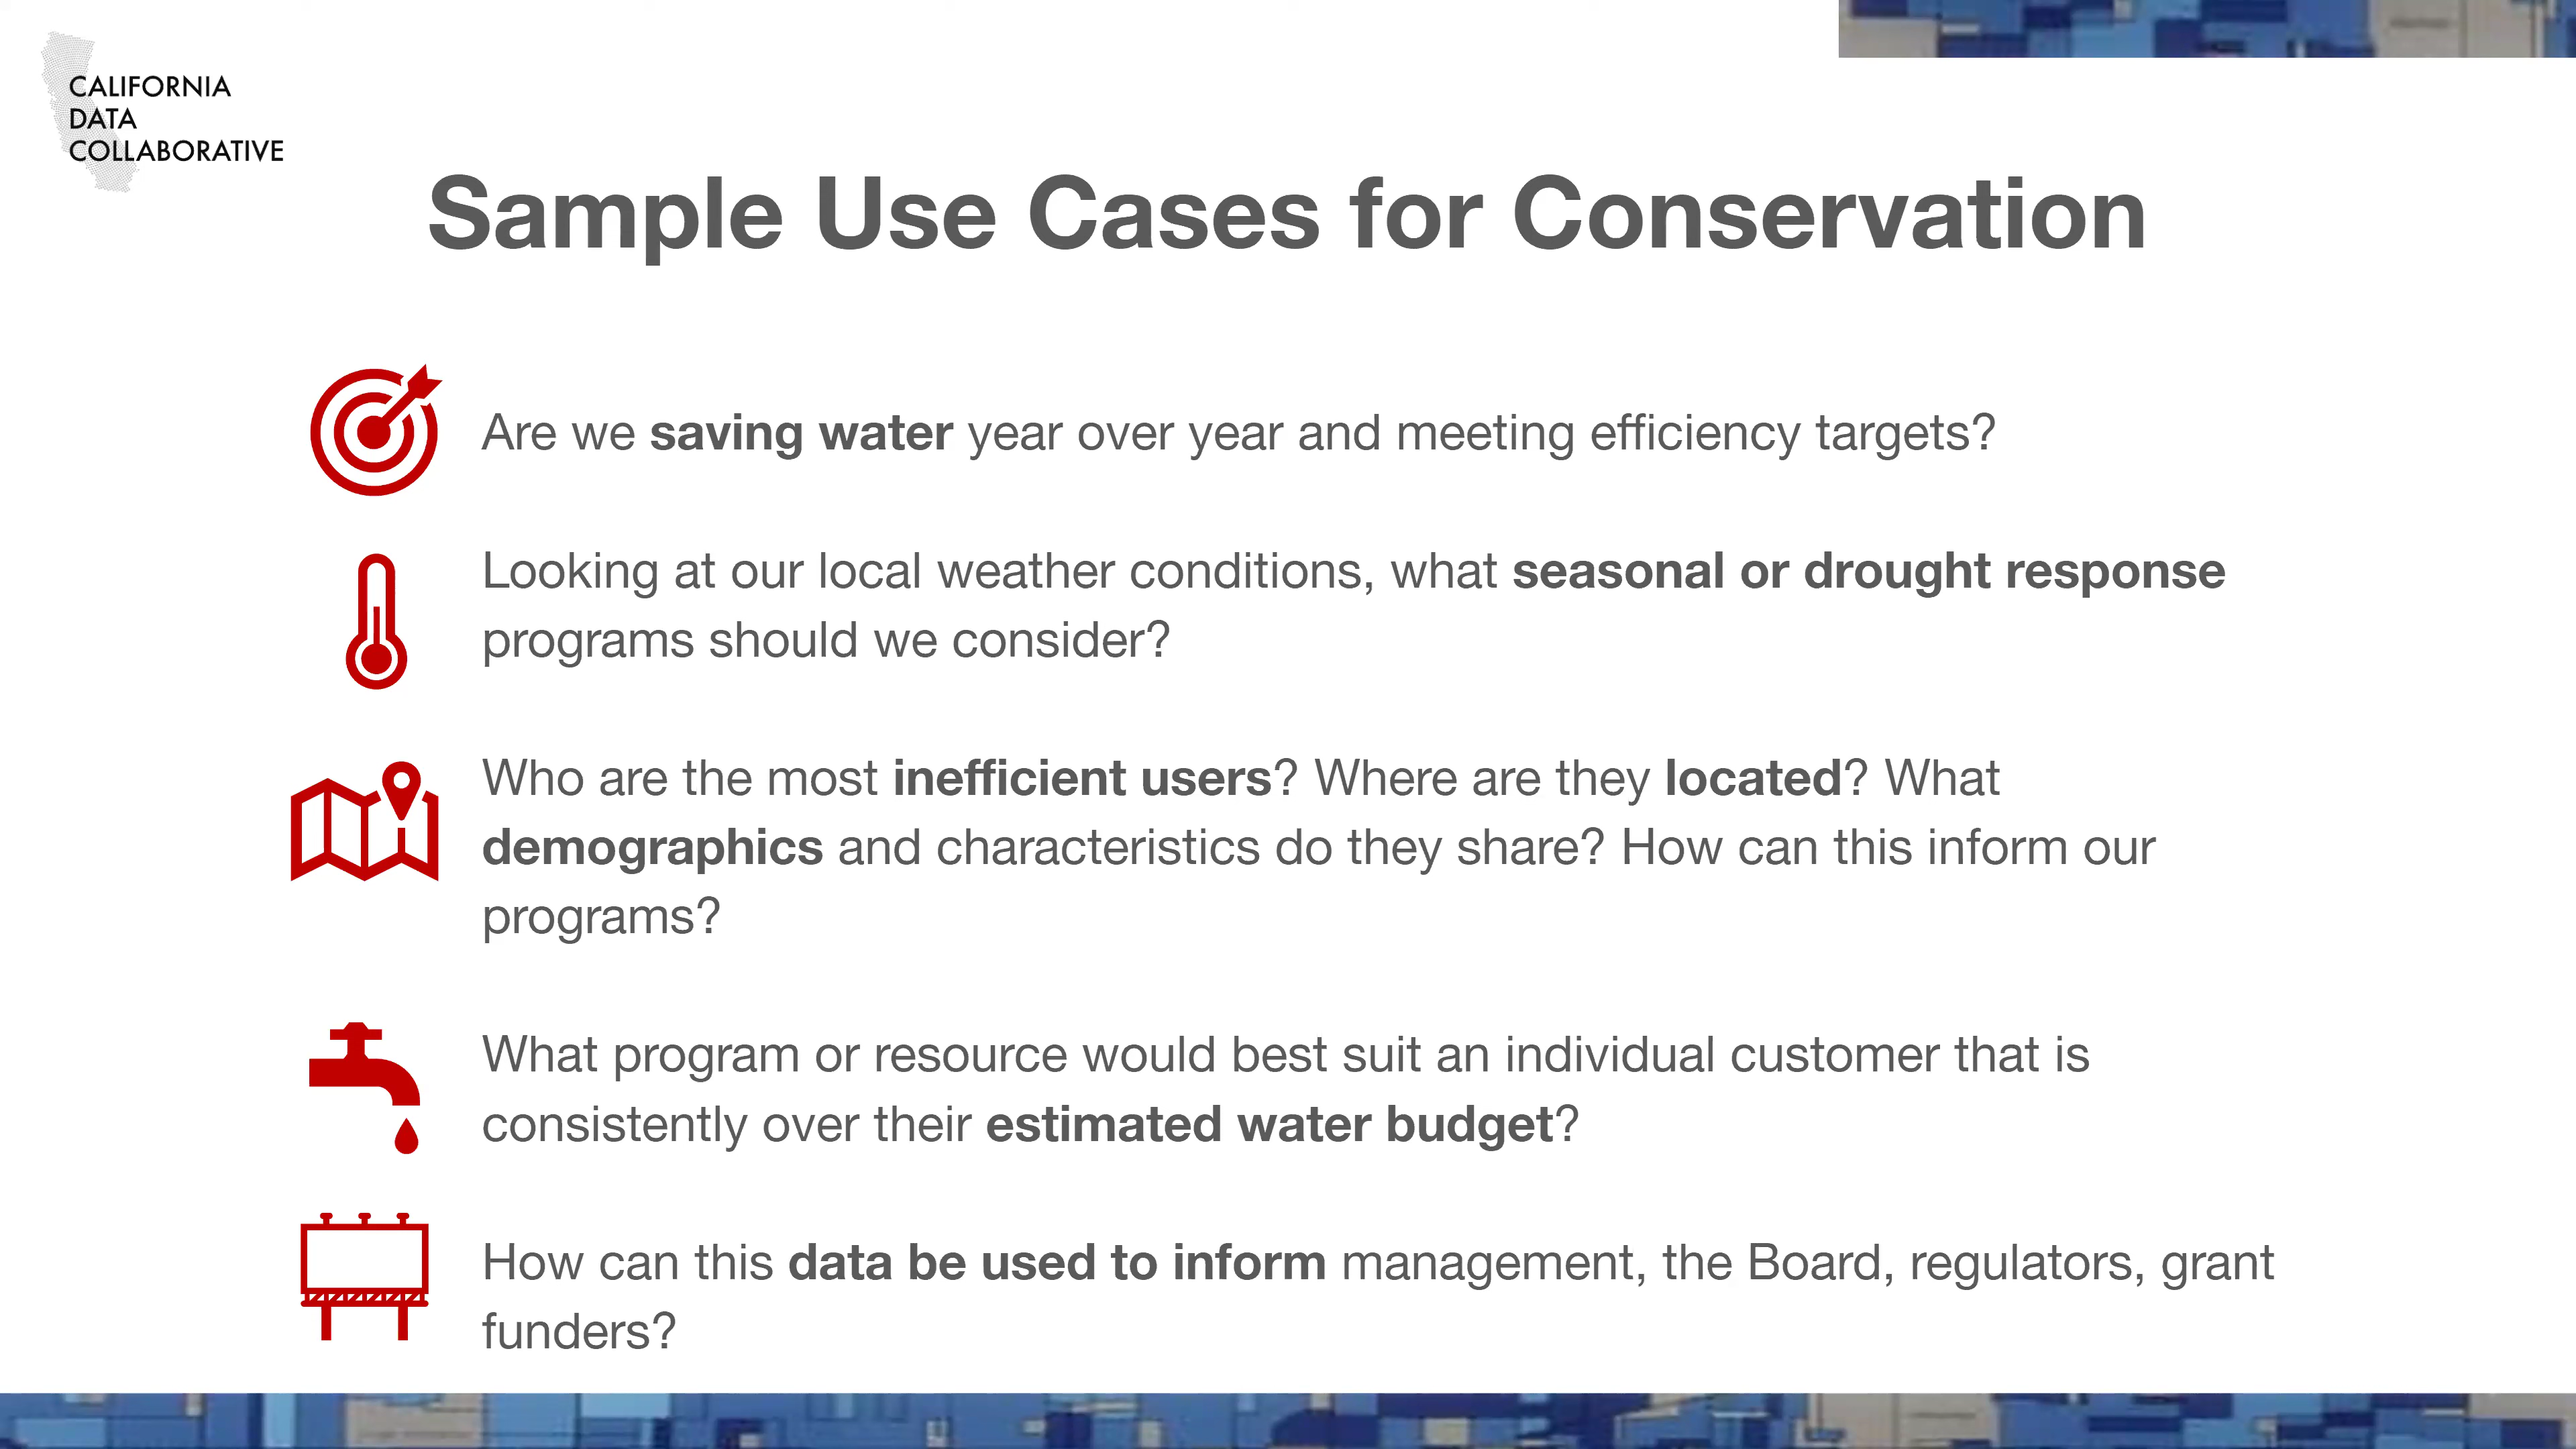 CALIFORNIA
DATA
COLLABORATIVE
Sample Use Cases for Conservation
Are we saving water year over year and meeting efficiency targets?
Looking at our local weather conditions, what seasonal or drought response
programs should we consider?
Who are the most inefficient users? Where are they located? What
demographics and characteristics do they share? How can this inform our
programs?
What program or resource would best suit an individual customer that is
consistently over their estimated water budget?
How can this data be used to inform management, the Board, regulators, grant
funders?